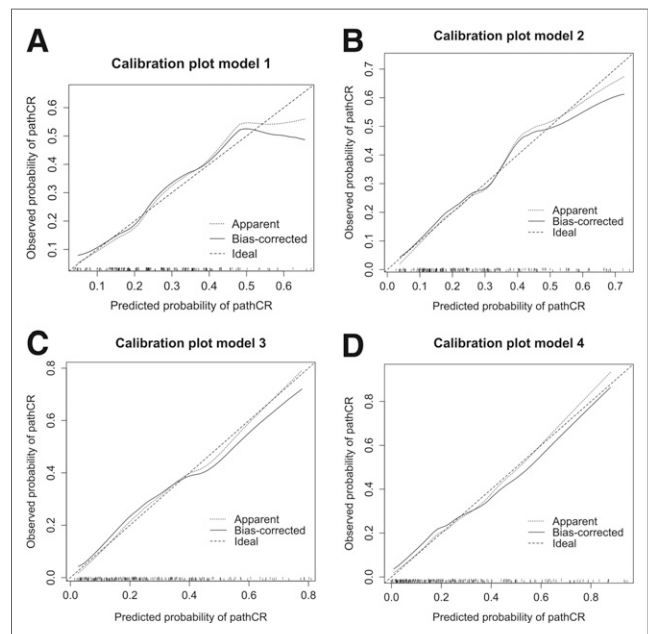 A
Calibration plot model 1
Observed probability of pathCR
0.1 0.2 0.3 0.4 0.5 0.6
Apparent
Bias-corrected
Ideal
0.1 0.2 0.3 0.4 0.5 0.6
Predicted probability of pathCR
B
Calibration plot model 2
Observed probability of pathCR
0.0 0.1 0.2 0.3 0.4 0.5 0.6 0.7
Apparent
Bias-corrected
Ideal
0.0 0.1 0.2 0.3 0.4 0.5 0.6 0.7
Predicted probability of pathCR
C
Calibration plot model 3
Observed probability of pathCR
0.0 0.2 0.4 0.6 0.8
Apparent
Bias-corrected
Ideal
0.0 0.2 0.4 0.6 0.8
Predicted probability of pathCR
D
Calibration plot model 4
Observed probability of pathCR
0.0 0.2 0.4 0.6 0.8
Apparent
Bias-corrected
Ideal
0.0 0.2 0.4 0.6 0.8
Predicted probability of pathCR